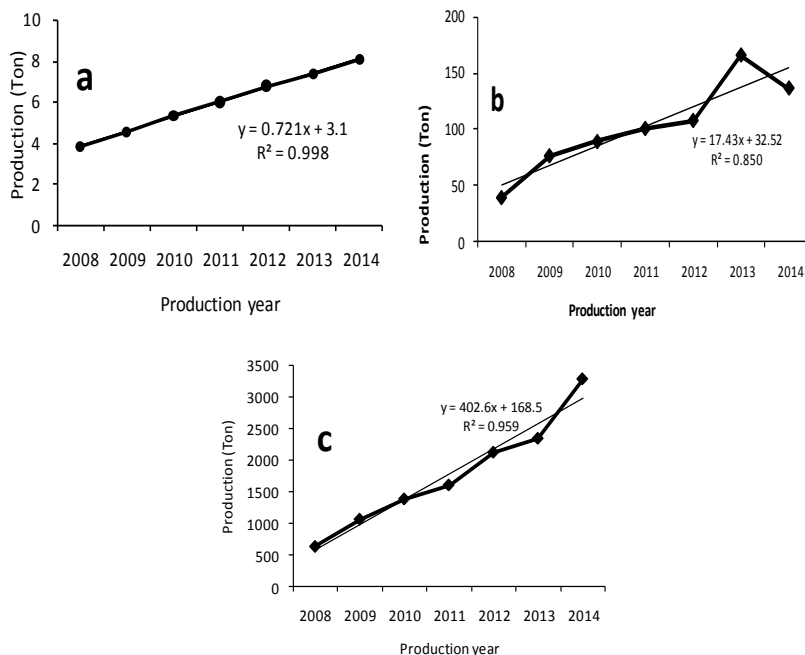 10
8
6
4
2
0
Production (Ton)
a
y = 0.721x + 3.1
R² = 0.998
2008 2009 2010 2011 2012 2013 2014
Production year
200
150
100
50
0
Production (Ton)
b
y = 17.43x + 32.52
R² = 0.850
2008 2009 2010 2011 2012 2013 2014
Production year
3500
3000
2500
2000
1500
1000
500
0
Production (Ton)
c
y = 402.6x + 168.5
R² = 0.959
2008 2009 2010 2011 2012 2013 2014
Production year